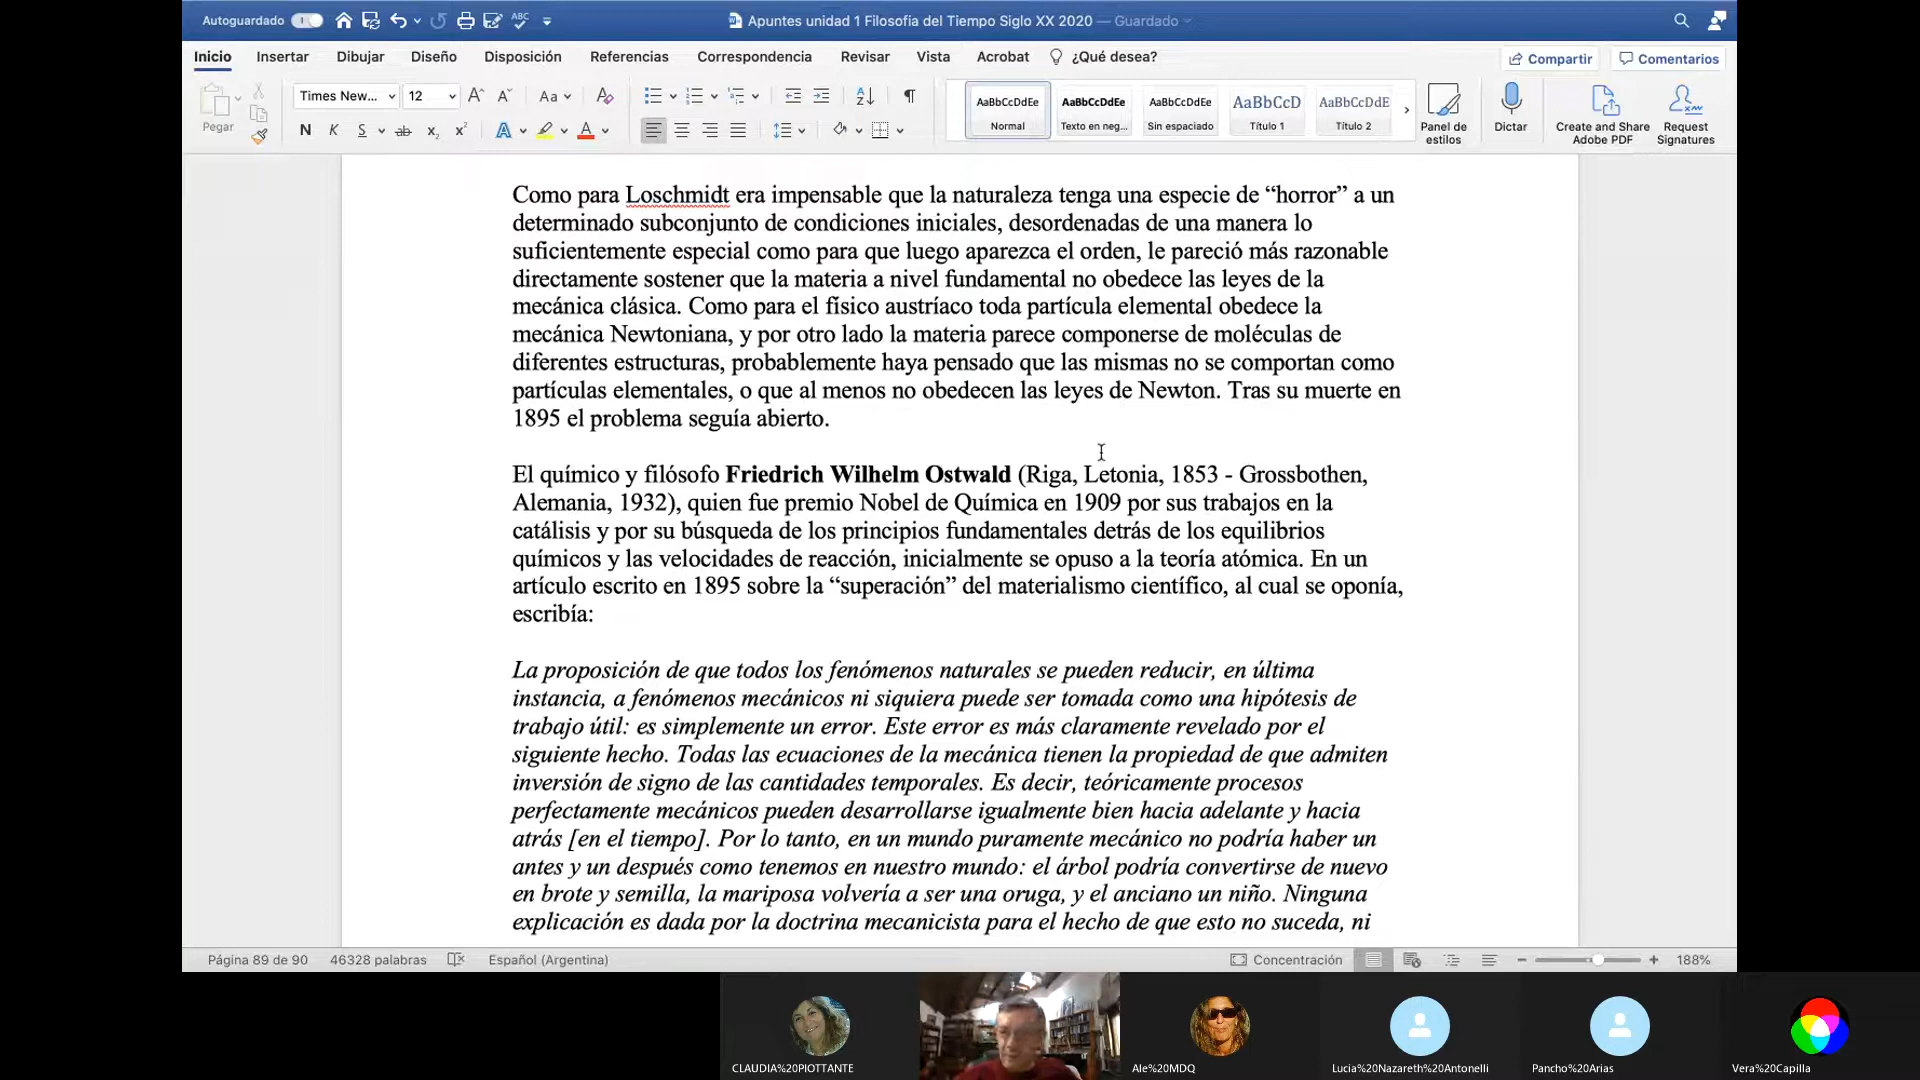 Autoguardado
ABC
Apuntes unidad 1 Filosofia del Tiempo Siglo XX 2020 — Guardado
Inicio Insertar Dibujar Diseño Disposición Referencias Correspondencia Revisar Vista Acrobat ¿Qué desea? Compartir Comentarios
Pegar
Times New... 12 Aa
N K S ab x₂ x²
AaBbCcDdEe AaBbCcDdEe AaBbCcDdEe AaBbCcD AaBbCcDdE
Normal Texto en neg... Sin espaciado Título 1 Título 2
Panel de estilos
Dictar
Create and Share Adobe PDF
Request Signatures
Como para Loschmidt era impensable que la naturaleza tenga una especie de “horror” a un
determinado subconjunto de condiciones iniciales, desordenadas de una manera lo
suficientemente especial como para que luego aparezca el orden, le pareció más razonable
directamente sostener que la materia a nivel fundamental no obedece las leyes de la
mecánica clásica. Como para el físico austríaco toda partícula elemental obedece la
mecánica Newtoniana, y por otro lado la materia parece componerse de moléculas de
diferentes estructuras, probablemente haya pensado que las mismas no se comportan como
partículas elementales, o que al menos no obedecen las leyes de Newton. Tras su muerte en
1895 el problema seguía abierto.
El químico y filósofo Friedrich Wilhelm Ostwald (Riga, Letonia, 1853 - Grossbothen,
Alemania, 1932), quien fue premio Nobel de Química en 1909 por sus trabajos en la
catálisis y por su búsqueda de los principios fundamentales detrás de los equilibrios
químicos y las velocidades de reacción, inicialmente se opuso a la teoría atómica. En un
artículo escrito en 1895 sobre la “superación” del materialismo científico, al cual se oponía,
escribía:
La proposición de que todos los fenómenos naturales se pueden reducir, en última
instancia, a fenómenos mecánicos ni siquiera puede ser tomada como una hipótesis de
trabajo útil: es simplemente un error. Este error es más claramente revelado por el
siguiente hecho. Todas las ecuaciones de la mecánica tienen la propiedad de que admiten
inversión de signo de las cantidades temporales. Es decir, teóricamente procesos
perfectamente mecánicos pueden desarrollarse igualmente bien hacia adelante y hacia
atrás [en el tiempo]. Por lo tanto, en un mundo puramente mecánico no podría haber un
antes y un después como tenemos en nuestro mundo: el árbol podría convertirse de nuevo
en brote y semilla, la mariposa volvería a ser una oruga, y el anciano un niño. Ninguna
explicación es dada por la doctrina mecanicista para el hecho de que esto no suceda, ni
Página 89 de 90 46328 palabras Español (Argentina) Concentración 188%
CLAUDIA%20PIOTTANTE Ale%20MDQ Lucia%20Nazareth%20Antonelli Pancho%20Arias Vera%20Capilla